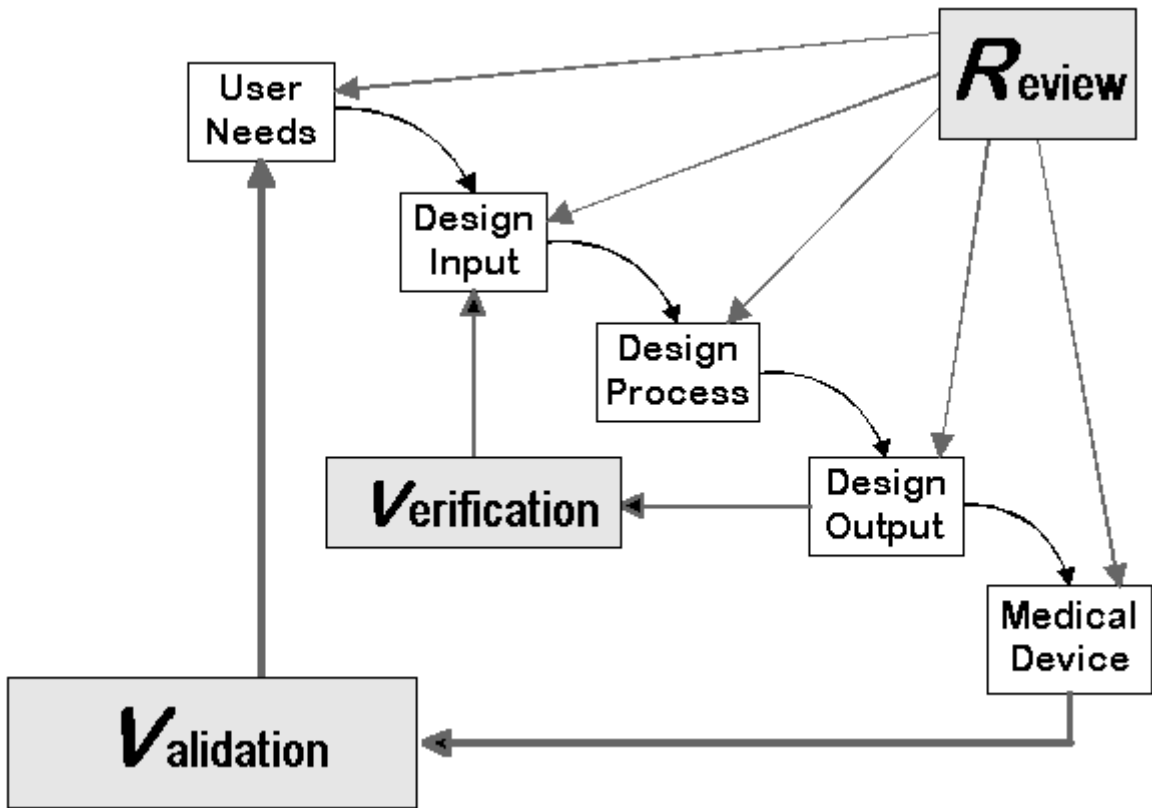 Review
User
Needs
Design
Input
Design
Process
Verification
Design
Output
Medical
Device
Validation